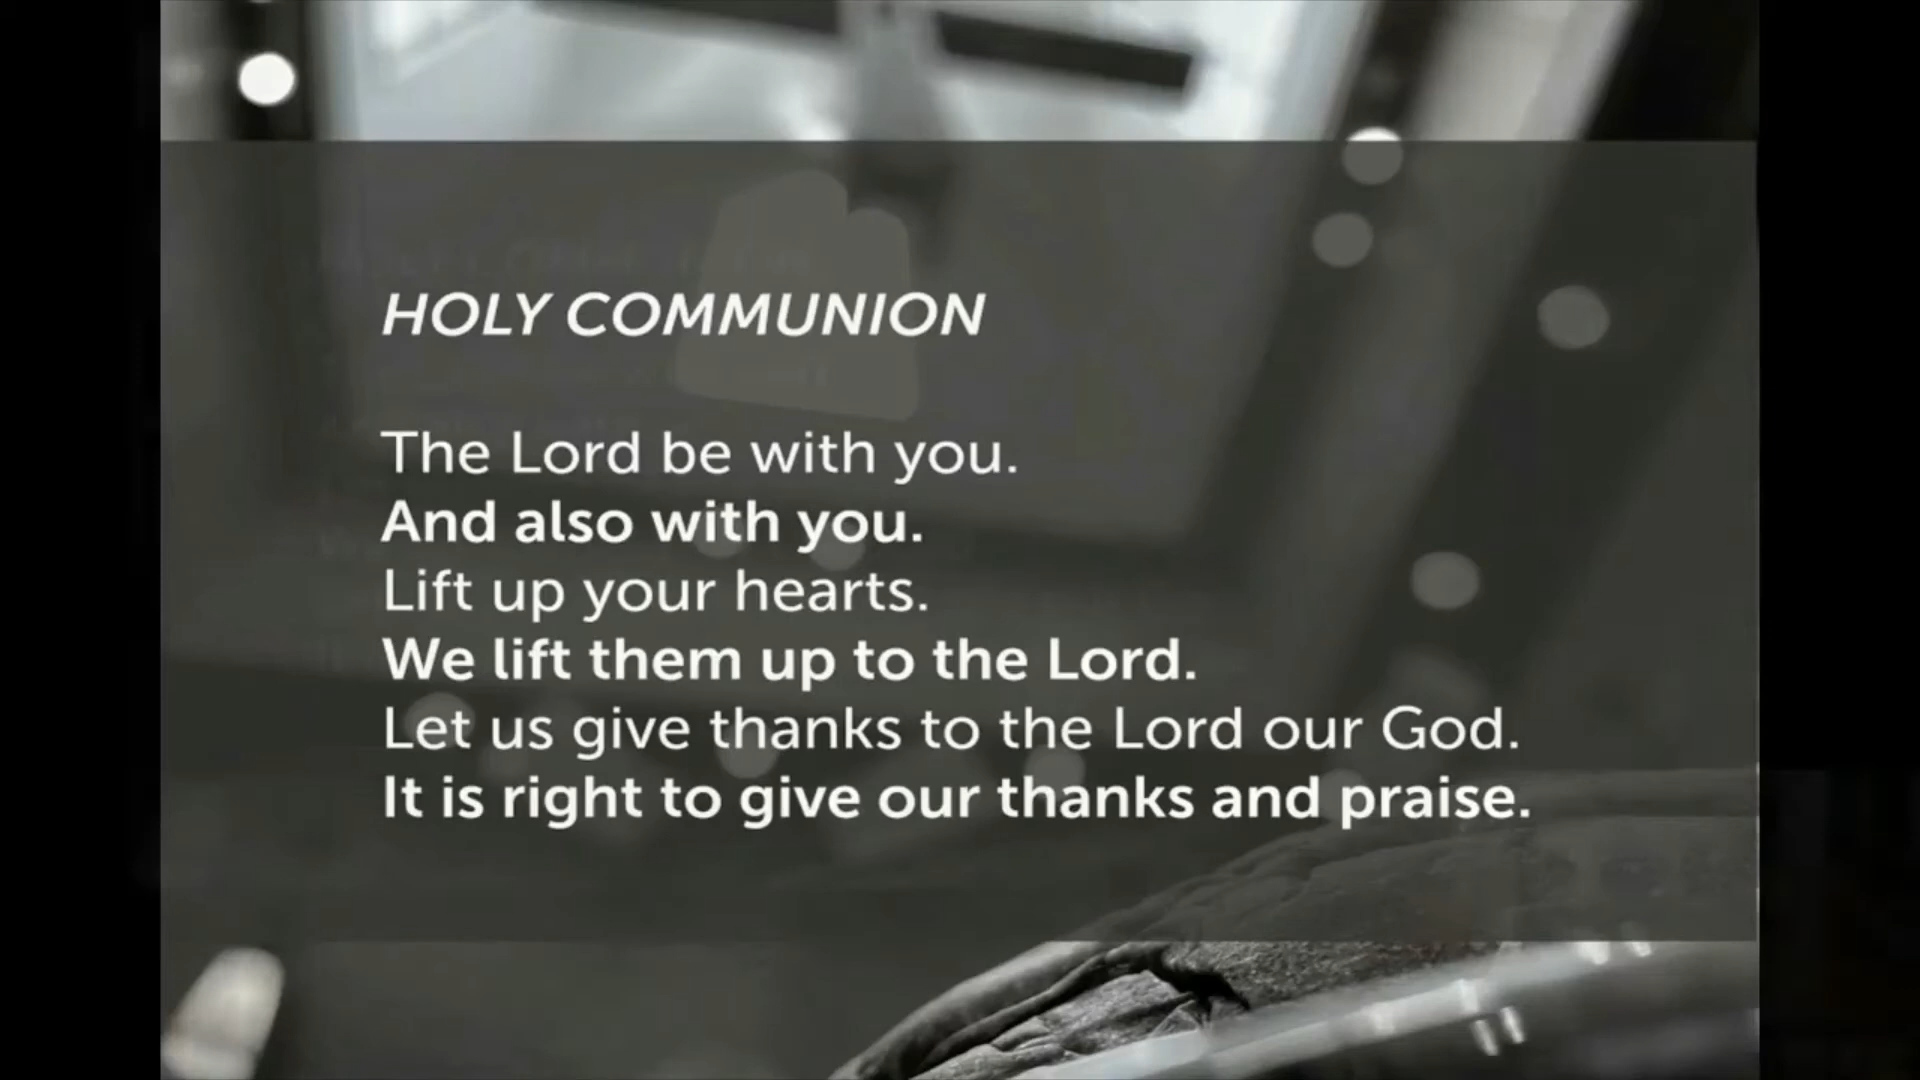 HOLY COMMUNION
The Lord be with you.
And also with you.
Lift up your hearts.
We lift them up to the Lord.
Let us give thanks to the Lord our God.
It is right to give our thanks and praise.